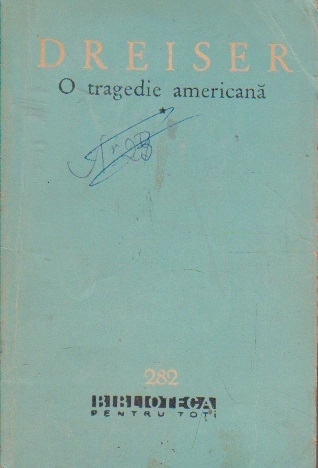 DREISER
O tragedie americană
*
282
BIBLIOTECA
PENTRU TOȚI